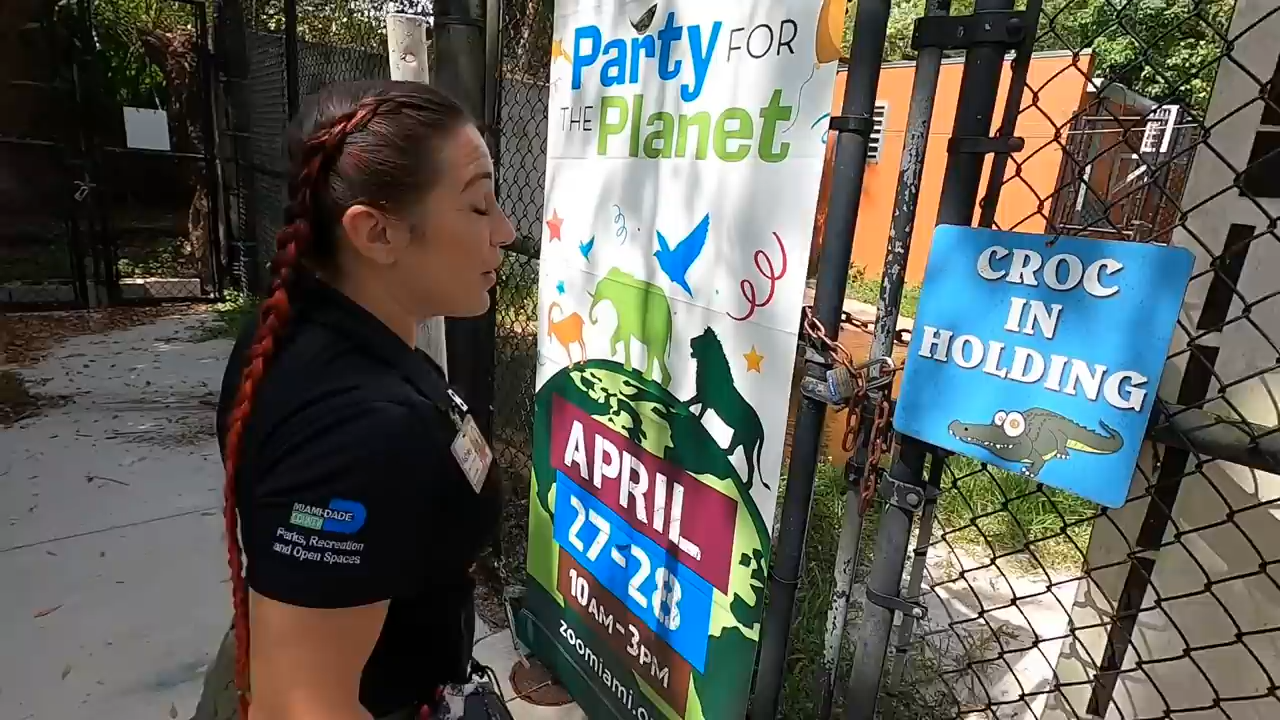 Party FOR
THE Planet
APRIL
27-28
10AM-3PM
zoomiami.o
CROC
IN
HOLDING
MIAMI-DADE
COUNTY
Parks, Recreation
and Open Spaces